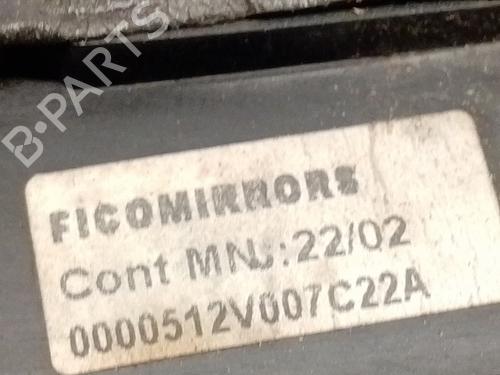 B-PARTS
FICOMIRRORS
Cont MN.:22/02
0000512V007C22A